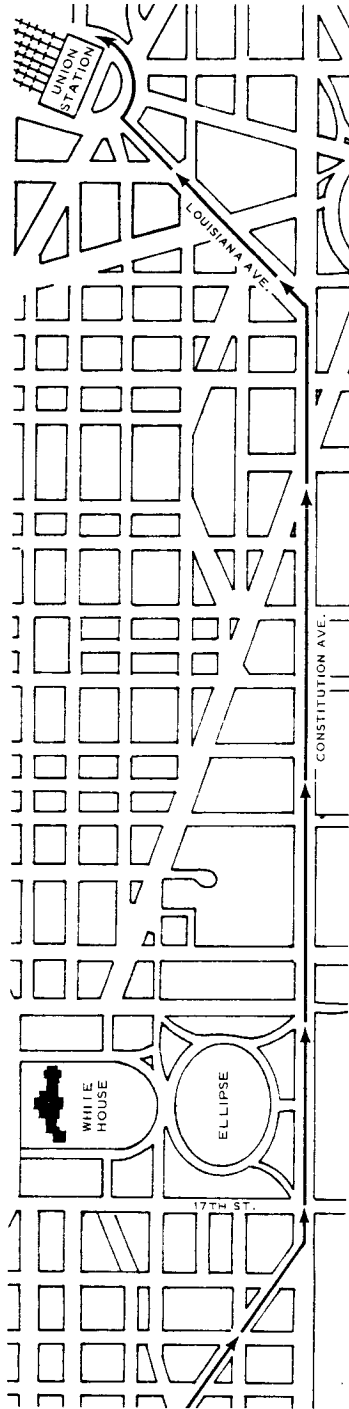 UNION
STATION
LOUISIANA AVE.
CONSTITUTION AVE.
WHITE
HOUSE
ELLIPSE
17TH ST.